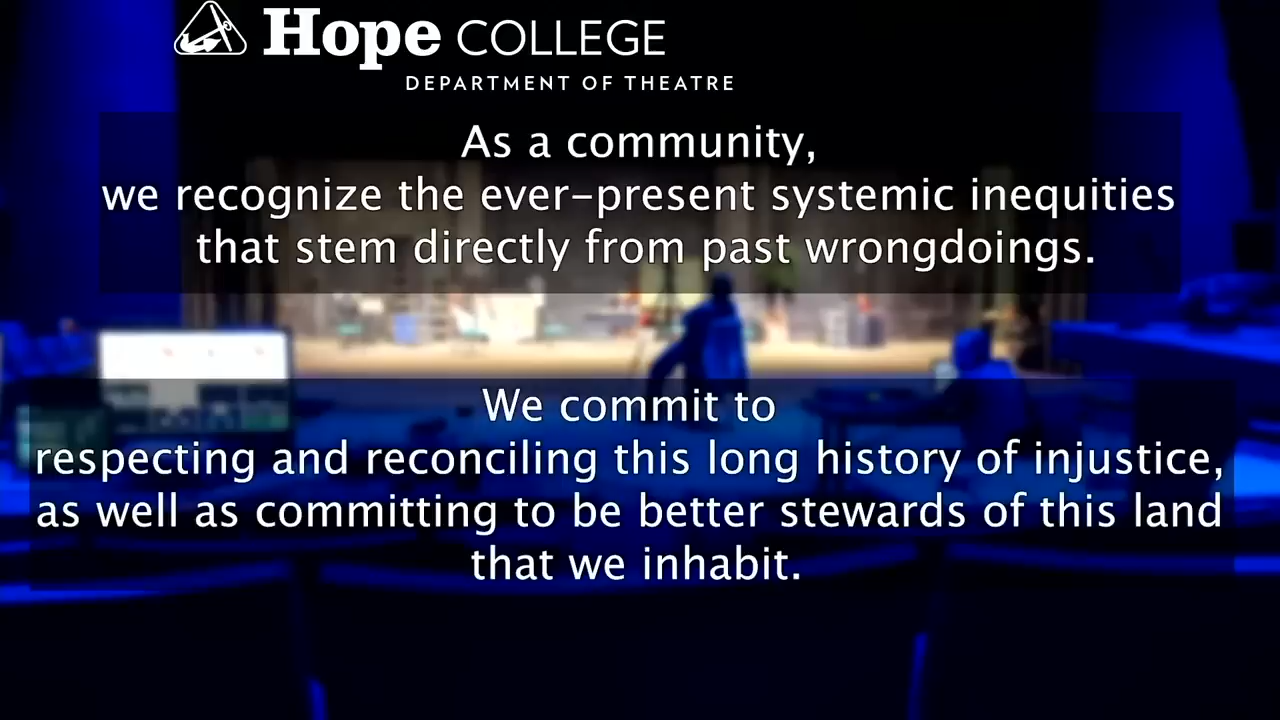 Hope COLLEGE
DEPARTMENT OF THEATRE
As a community,
we recognize the ever-present systemic inequities
that stem directly from past wrongdoings.
We commit to
respecting and reconciling this long history of injustice,
as well as committing to be better stewards of this land
that we inhabit.